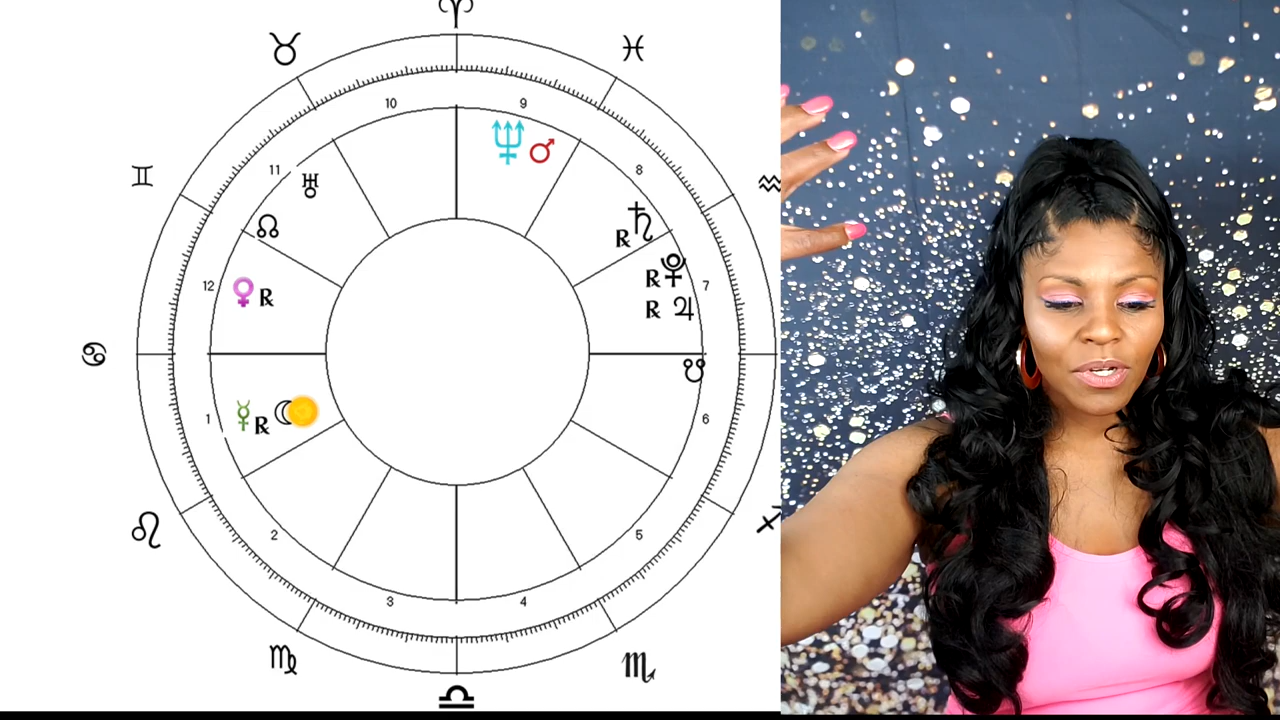 ♈
♉ ♓
10 9
♆ ♂
11 8
♊ ♅ ♒
☊ ℞ ♄
12 ♀ ℞ ℞ ♇ 7
℞ ♃
♋ ☋
1 ☿ ℞ ☾ 6
♌ 2 5 ♐
3 4
♍ ♏
♎